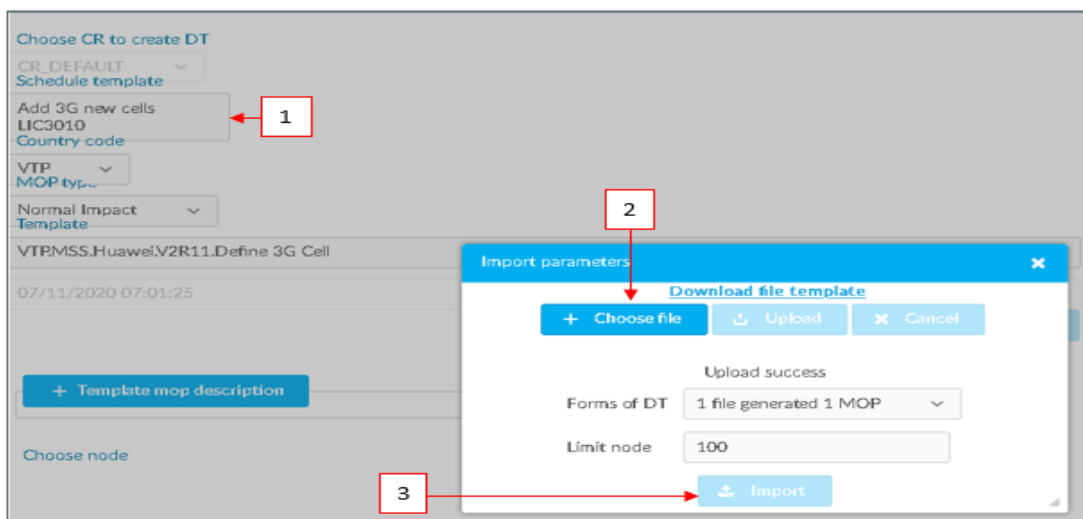 Choose CR to create DT
CR_DEFAULT
Schedule template
Add 3G new cells
LIC3010
1
Country code
VTP
MOP type
Normal Impact
2
Template
VTP.MSS.Huawei.V2R11.Define 3G Cell
Import parameters
07/11/2020 07:01:25
Download file template
+ Choose file Upload Cancel
Upload success
+ Template mop description
Forms of DT 1 file generated 1 MOP
Limit node 100
Choose node
3
Import